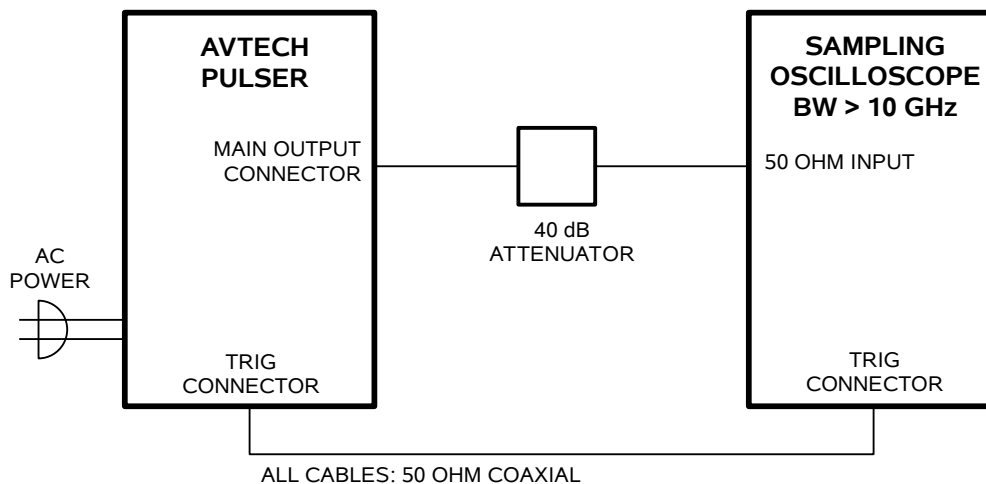 AVTECH
PULSER
SAMPLING
OSCILLOSCOPE
BW > 10 GHz
MAIN OUTPUT
CONNECTOR
50 OHM INPUT
40 dB
ATTENUATOR
AC
POWER
TRIG
CONNECTOR
TRIG
CONNECTOR
ALL CABLES: 50 OHM COAXIAL